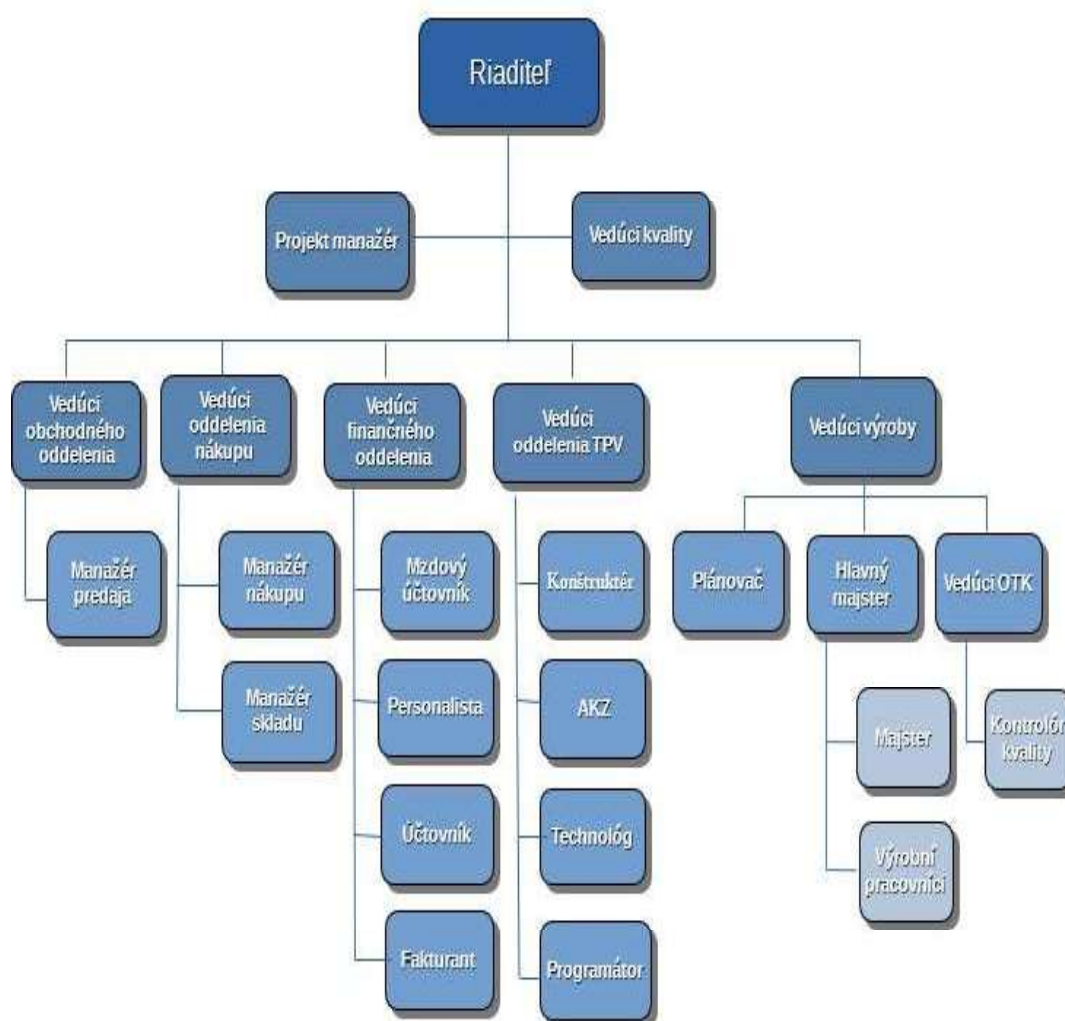 Riaditeľ
Projekt manažér
Vedúci kvality
Vedúci
obchodného
oddelenia
Vedúci
oddelenia
nákupu
Vedúci
finančného
oddelenia
Vedúci
oddelenia TPV
Vedúci výroby
Manažér
predaja
Manažér
nákupu
Mzdový
účtovník
Konštruktér
Plánovač
Hlavný
majster
Vedúci OTK
Manažér
skladu
Personalista
AKZ
Majster
Kontrolór
kvality
Účtovník
Technológ
Výrobní
pracovníci
Fakturant
Programátor